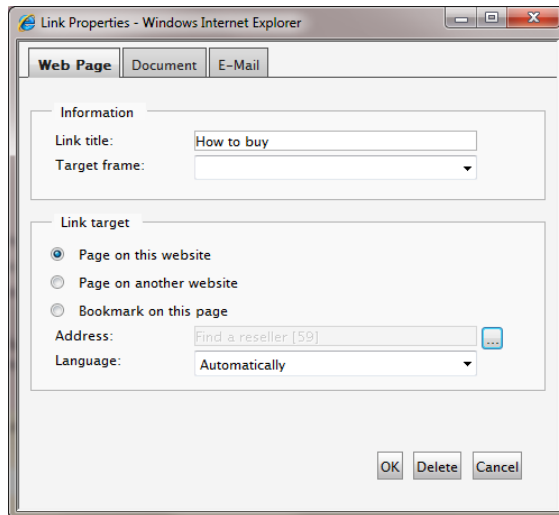 Link Properties - Windows Internet Explorer
Web Page Document E-Mail
Information
Link title: How to buy
Target frame:
Link target
Page on this website
Page on another website
Bookmark on this page
Address: Find a reseller [59] ...
Language: Automatically
OK Delete Cancel